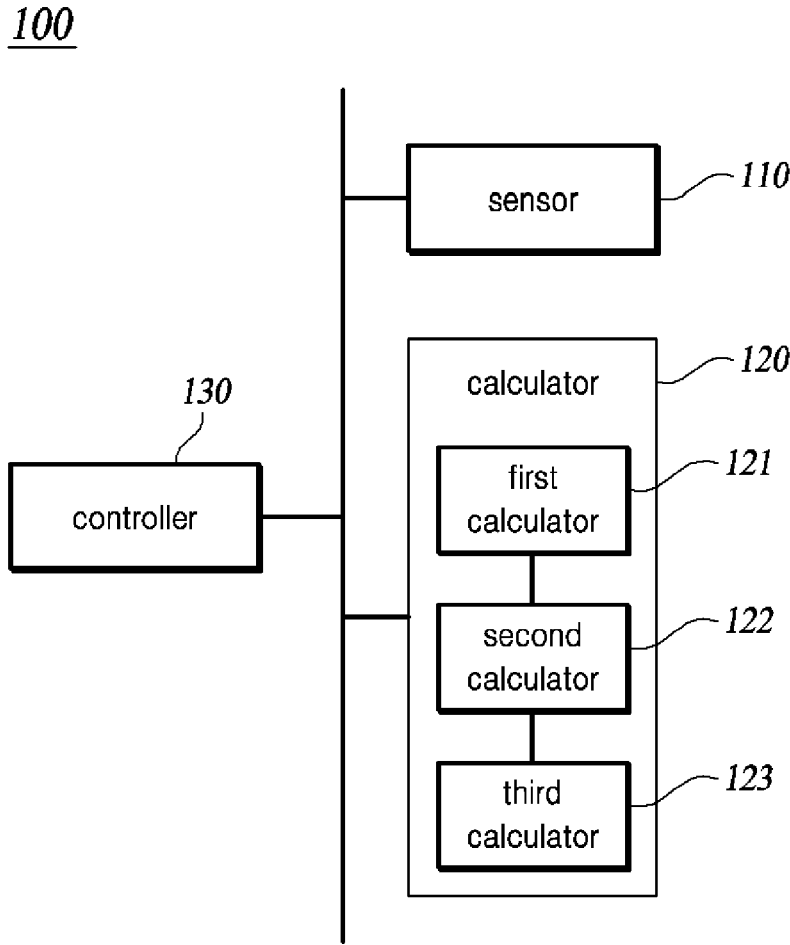 100
sensor
110
calculator
120
130
controller
first
calculator
121
second
calculator
122
third
calculator
123